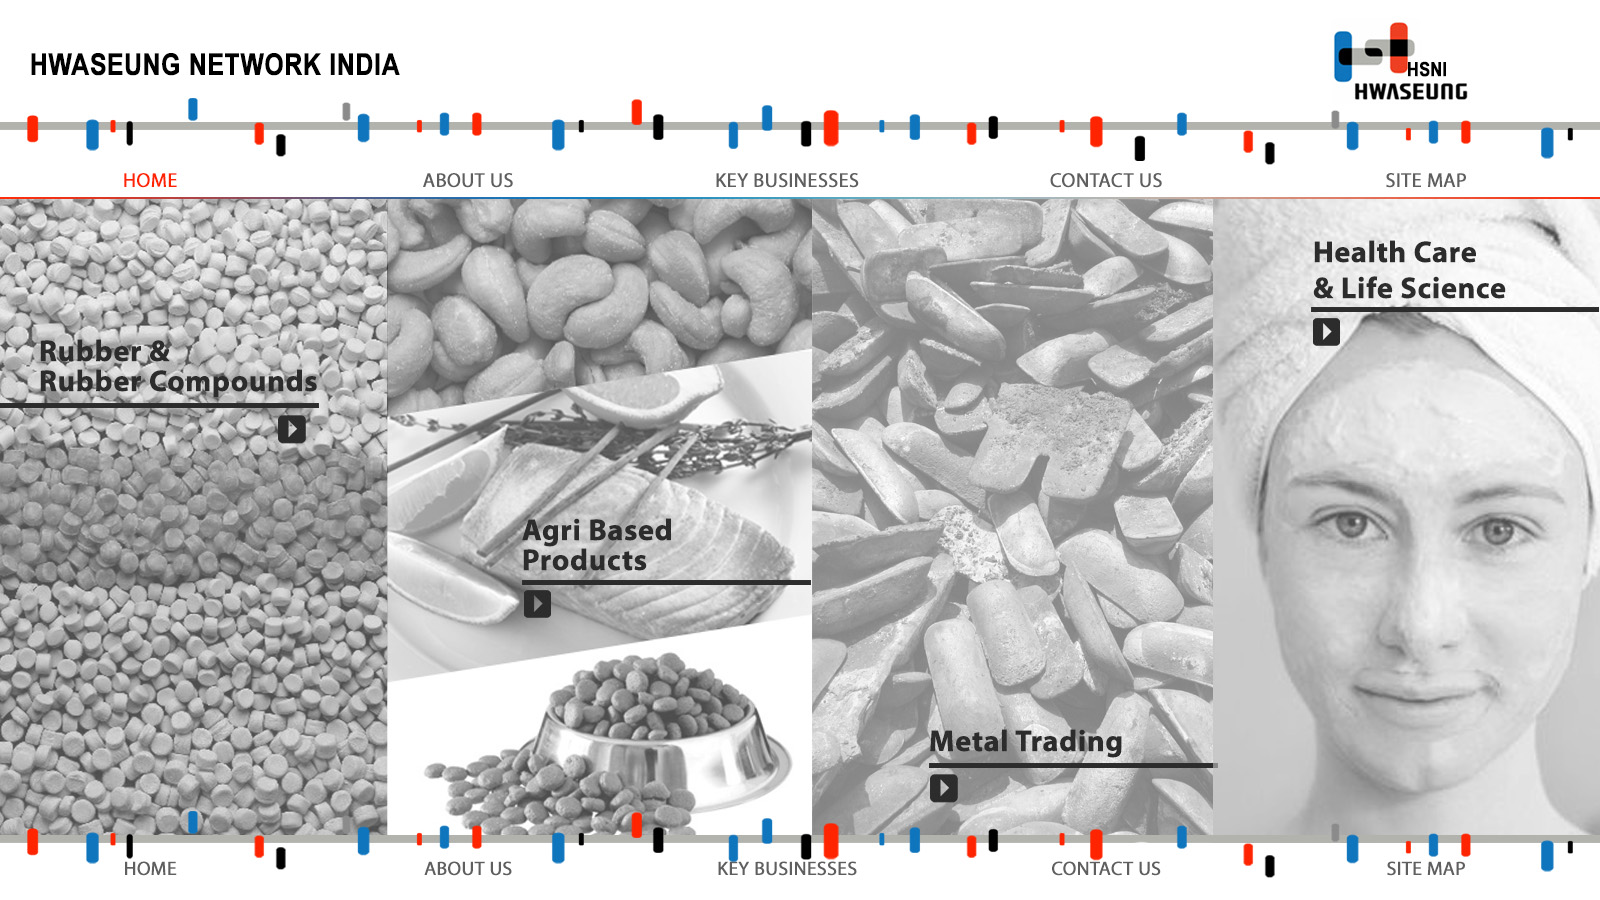 HWASEUNG NETWORK INDIA
HSNI
HWASEUNG
HOME
ABOUT US
KEY BUSINESSES
CONTACT US
SITE MAP
Rubber &
Rubber Compounds
Agri Based
Products
Metal Trading
Health Care
& Life Science
HOME
ABOUT US
KEY BUSINESSES
CONTACT US
SITE MAP